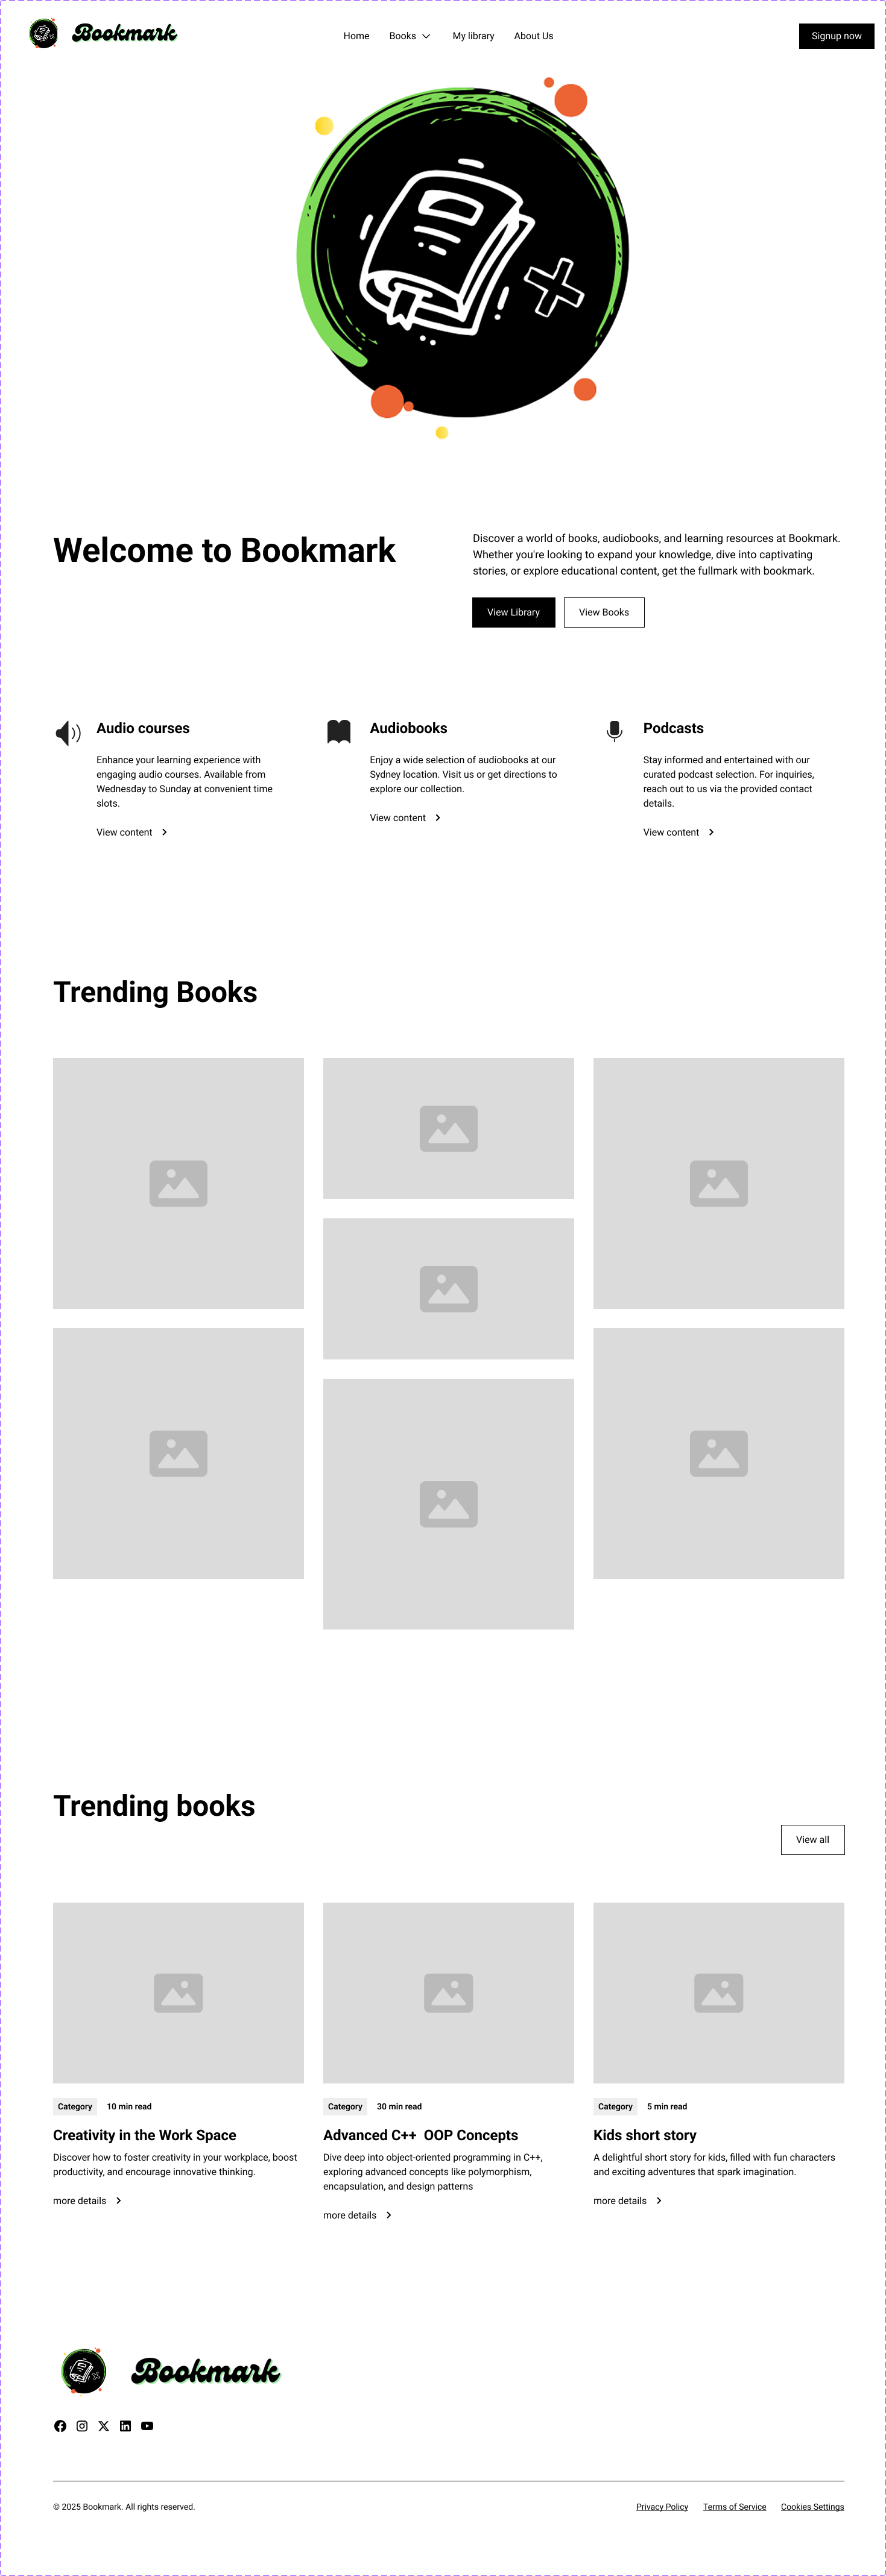 Bookmark
Home
Books
My library
About Us
Signup now
Welcome to Bookmark
Discover a world of books, audiobooks, and learning resources at Bookmark.
Whether you're looking to expand your knowledge, dive into captivating
stories, or explore educational content, get the fullmark with bookmark.
View Library
View Books
Audio courses
Enhance your learning experience with
engaging audio courses. Available from
Wednesday to Sunday at convenient time
slots.
View content
Audiobooks
Enjoy a wide selection of audiobooks at our
Sydney location. Visit us or get directions to
explore our collection.
View content
Podcasts
Stay informed and entertained with our
curated podcast selection. For inquiries,
reach out to us via the provided contact
details.
View content
Trending Books
Trending books
View all
Category
10 min read
Creativity in the Work Space
Discover how to foster creativity in your workplace, boost
productivity, and encourage innovative thinking.
more details
Category
30 min read
Advanced C++  OOP Concepts
Dive deep into object-oriented programming in C++,
exploring advanced concepts like polymorphism,
encapsulation, and design patterns
more details
Category
5 min read
Kids short story
A delightful short story for kids, filled with fun characters
and exciting adventures that spark imagination.
more details
Bookmark
© 2025 Bookmark. All rights reserved.
Privacy Policy
Terms of Service
Cookies Settings